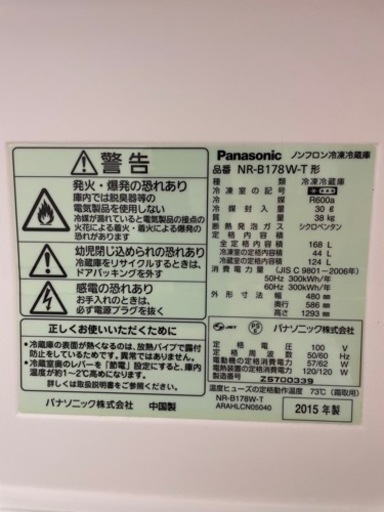 警告
発火・爆発の恐れあり
庫内では脱臭器等の
電気製品を使用しない
冷媒が漏れていると電気製品の接点の
火花による着火・着火による爆発の
恐れあり
幼児閉じ込められの恐れあり
冷蔵庫をリサイクルするときは、
ドアパッキングを外す
感電の恐れあり
お手入れのときは、
必ず電源プラグを抜く
正しくお使いいただくために
・冷蔵庫の表面が熱くなるのは、放熱パイプで露付
防止をしているためです。異常ではありません。
・冷蔵室奥のレバーを「節電」設定にすると、庫内
温度が約1～2℃高めになります。
詳しくは取扱説明書をご参照ください。
パナソニック株式会社 中国製
Panasonic ノンフロン冷凍冷蔵庫
品番 NR-B178W-T 形
種類 冷凍冷蔵庫
冷凍室の記号
冷媒 R600a
冷媒封入量 30g
質量 38kg
断熱発泡ガス シクロペンタン
定格内容積
全定格内容積 168 L
冷凍室の定格内容積 44 L
冷蔵室の定格内容積 124 L
消費電力量 (JIS C 9801-2006年)
50Hz 300kWh/年
60Hz 300kWh/年
外形寸法 幅 480 mm
奥行 586 mm
高さ 1293 mm
JET PS E パナソニック株式会社
定格電圧 100 V
定格周波数 50/60 Hz
電動機の定格消費電力 57/62 W
電熱装置の定格消費電力 120/120 W
Z5700339
温度ヒューズの定格動作温度 73℃(霜取用)
NR-B178W-T
ARAHLCN05040
2015年製